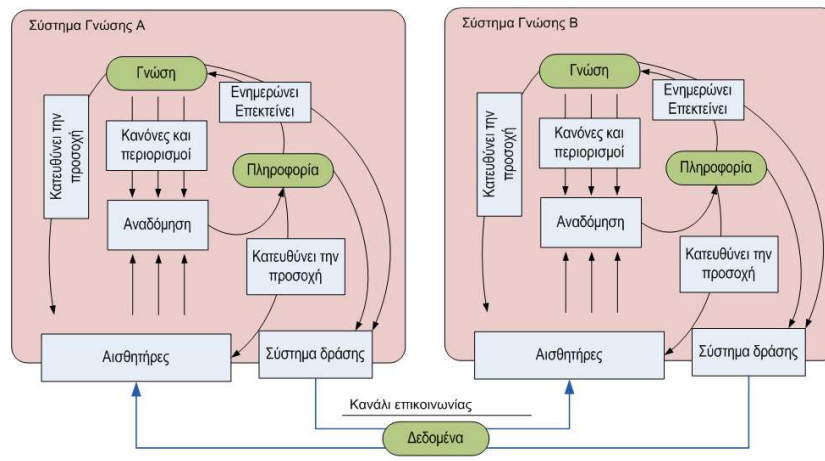 Σύστημα Γνώσης Α
Γνώση
Ενημερώνει
Επεκτείνει
Κατευθύνει την
προσοχή
Κανόνες και
περιορισμοί
Πληροφορία
Αναδόμηση
Κατευθύνει την
προσοχή
Αισθητήρες
Σύστημα δράσης
Σύστημα Γνώσης Β
Γνώση
Ενημερώνει
Επεκτείνει
Κατευθύνει την
προσοχή
Κανόνες και
περιορισμοί
Πληροφορία
Αναδόμηση
Κατευθύνει την
προσοχή
Αισθητήρες
Σύστημα δράσης
Κανάλι επικοινωνίας
Δεδομένα